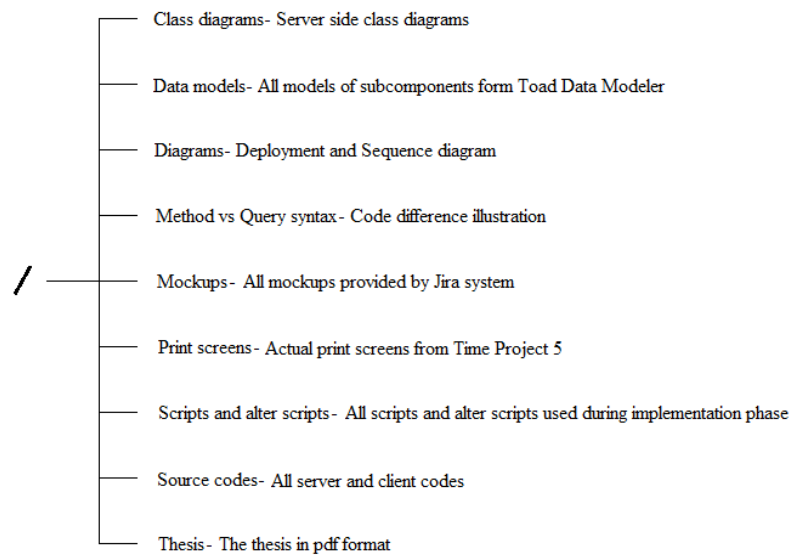 Class diagrams- Server side class diagrams
Data models- All models of subcomponents form Toad Data Modeler
Diagrams- Deployment and Sequence diagram
Method vs Query syntax- Code difference illustration
/
Mockups- All mockups provided by Jira system
Print screens- Actual print screens from Time Project 5
Scripts and alter scripts- All scripts and alter scripts used during implementation phase
Source codes- All server and client codes
Thesis- The thesis in pdf format